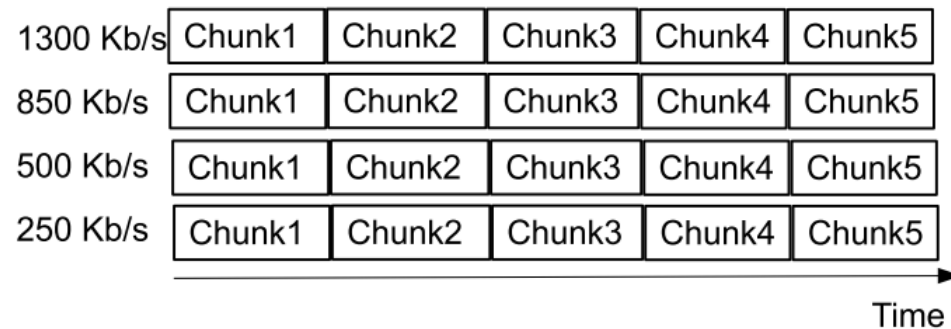 1300 Kb/s Chunk1 Chunk2 Chunk3 Chunk4 Chunk5
850 Kb/s Chunk1 Chunk2 Chunk3 Chunk4 Chunk5
500 Kb/s Chunk1 Chunk2 Chunk3 Chunk4 Chunk5
250 Kb/s Chunk1 Chunk2 Chunk3 Chunk4 Chunk5
Time